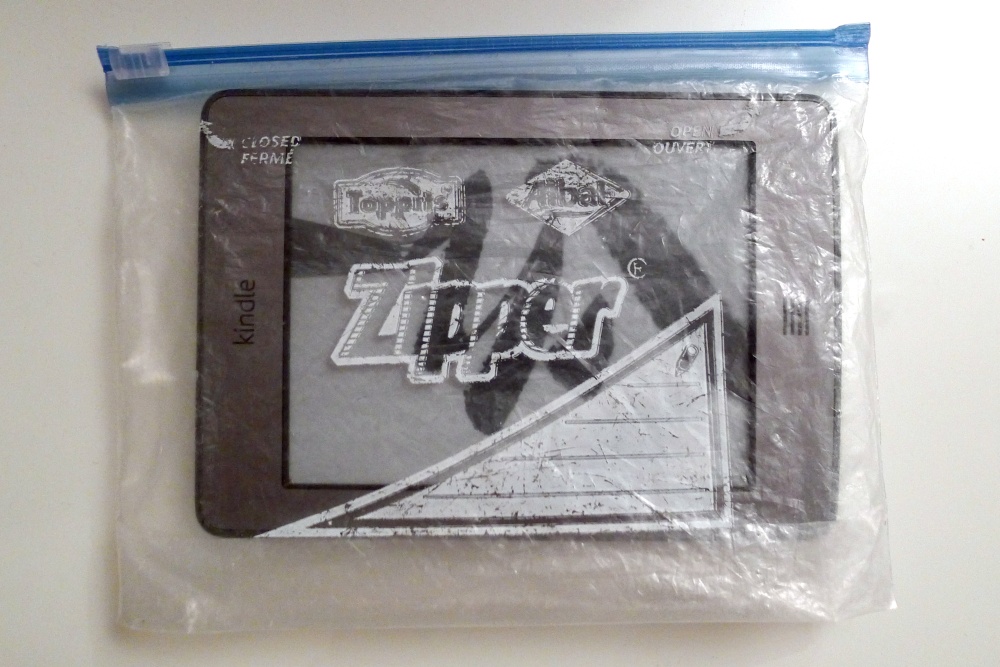 CLOSED
FERMÉ
OPEN
OUVERT
Toppits
Albal
Zipper
kindle